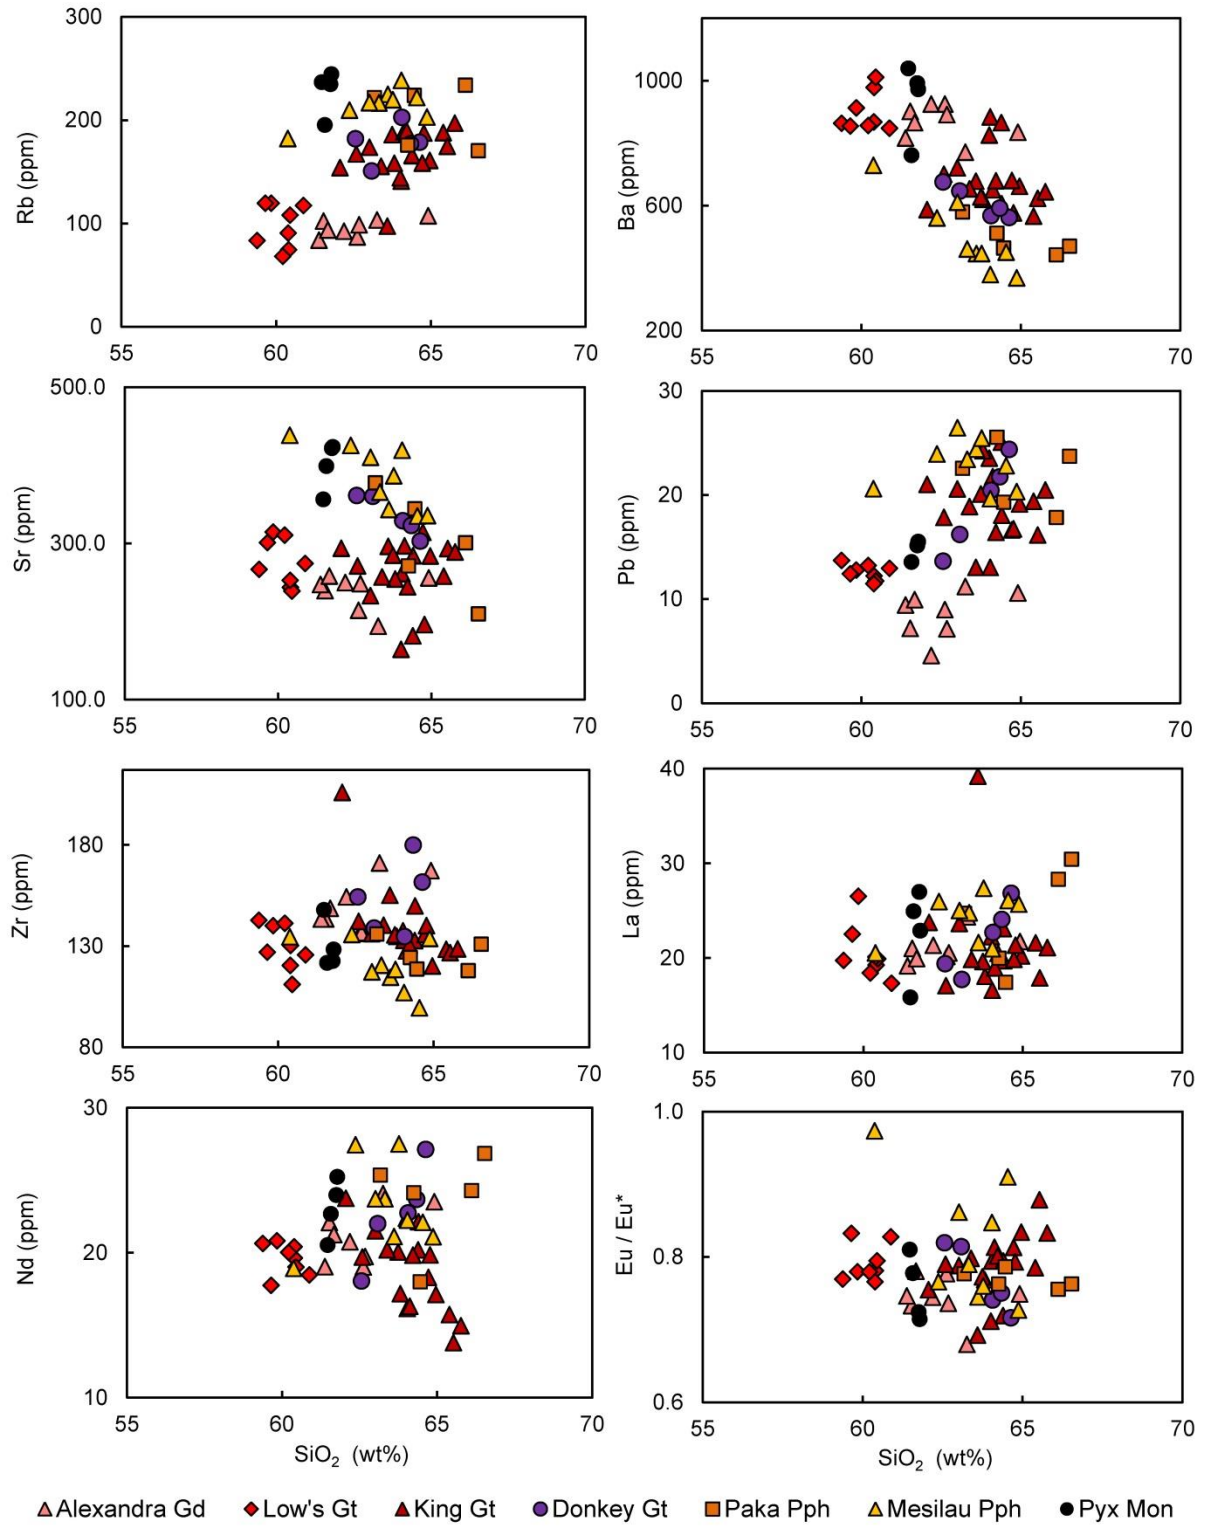 300
200
100
0
Rb (ppm)
55 60 65 70
1000
600
200
Ba (ppm)
55 60 65 70
500.0
300.0
100.0
Sr (ppm)
55 60 65 70
30
20
10
0
Pb (ppm)
55 60 65 70
180
130
80
Zr (ppm)
55 60 65 70
40
30
20
10
La (ppm)
55 60 65 70
30
20
10
Nd (ppm)
55 60 65 70
SiO₂ (wt%)
1.0
0.8
0.6
Eu / Eu*
55 60 65 70
SiO₂ (wt%)
Alexandra Gd Low's Gt King Gt Donkey Gt Paka Pph Mesilau Pph Pyx Mon